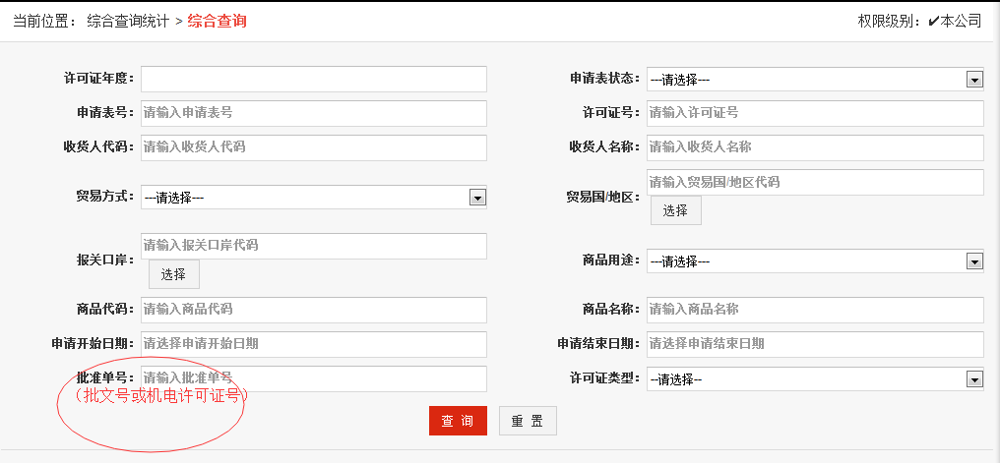 当前位置： 综合查询统计 > 综合查询 权限级别：✔本公司
许可证年度： 申请表状态： ---请选择---
申请表号： 请输入申请表号 许可证号： 请输入许可证号
收货人代码： 请输入收货人代码 收货人名称： 请输入收货人名称
贸易方式： ---请选择--- 贸易国/地区： 请输入贸易国/地区代码
选择
报关口岸： 请输入报关口岸代码 商品用途： ---请选择---
选择
商品代码： 请输入商品代码 商品名称： 请输入商品名称
申请开始日期： 请选择申请开始日期 申请结束日期： 请选择申请结束日期
批准单号： 请输入批准单号 许可证类型： --请选择--
（批文号或机电许可证号）
查 询 重 置